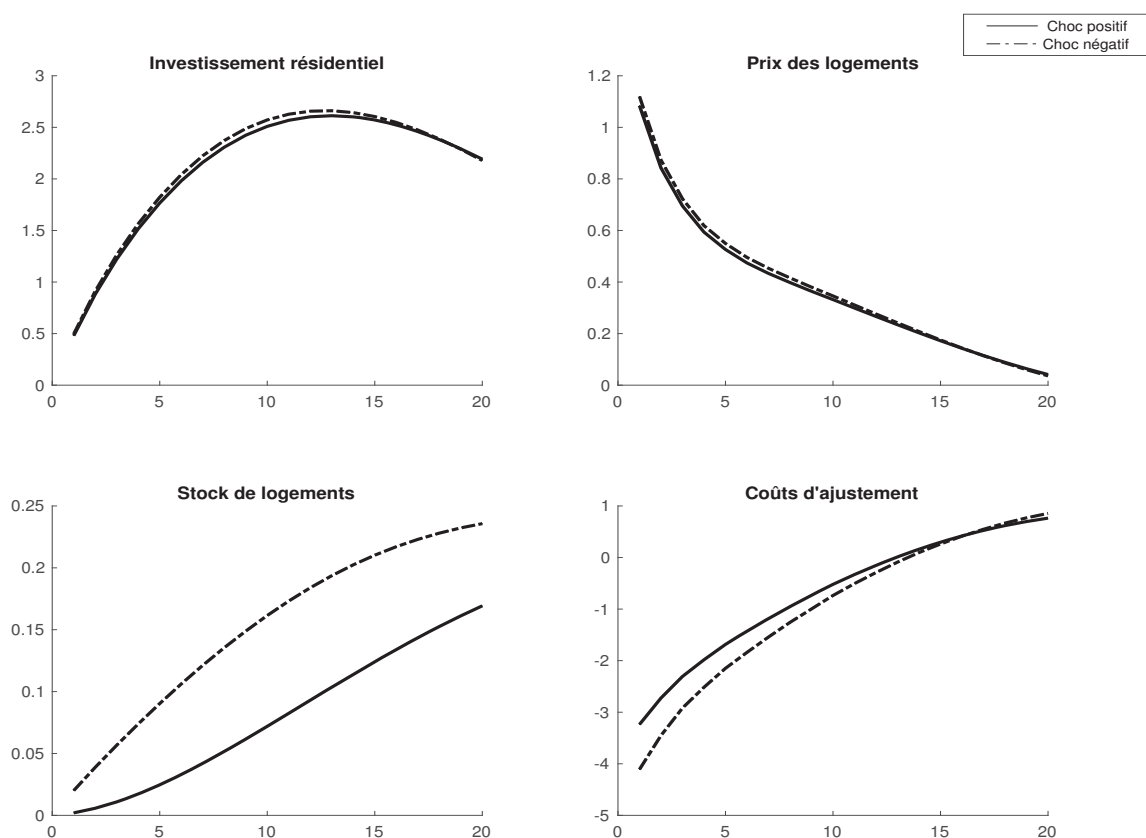 Choc positif
Choc négatif
Investissement résidentiel
3
2.5
2
1.5
1
0.5
0
0 5 10 15 20
Prix des logements
1.2
1
0.8
0.6
0.4
0.2
0
0 5 10 15 20
Stock de logements
0.25
0.2
0.15
0.1
0.05
0
0 5 10 15 20
Coûts d'ajustement
1
0
-1
-2
-3
-4
-5
0 5 10 15 20